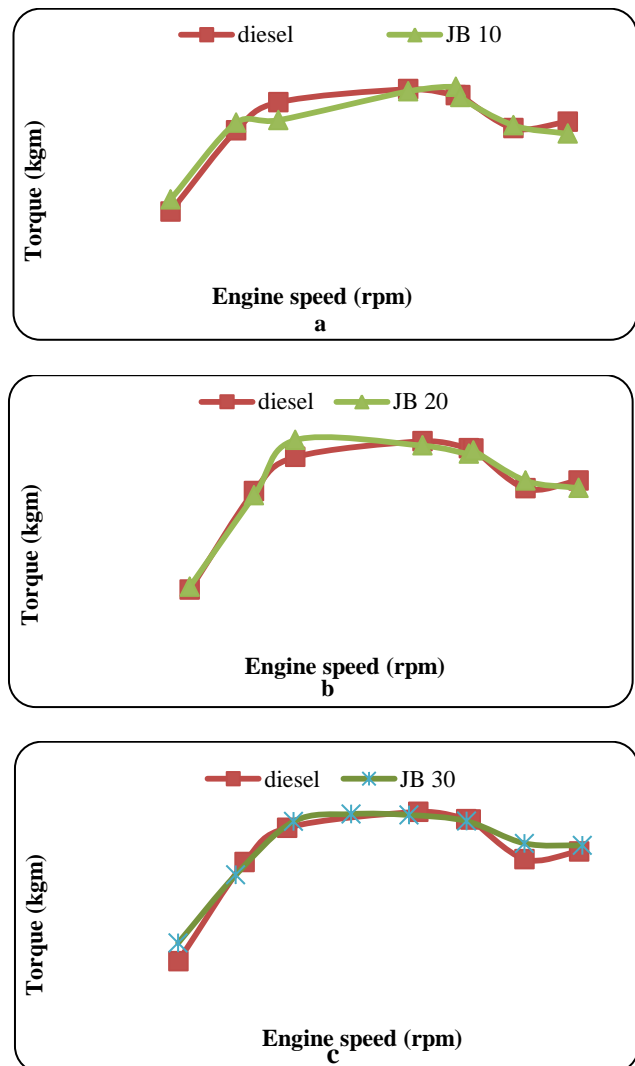 diesel JB 10
Torque (kgm)
Engine speed (rpm)
a
diesel JB 20
Torque (kgm)
Engine speed (rpm)
b
diesel JB 30
Torque (kgm)
Engine speed (rpm)
c